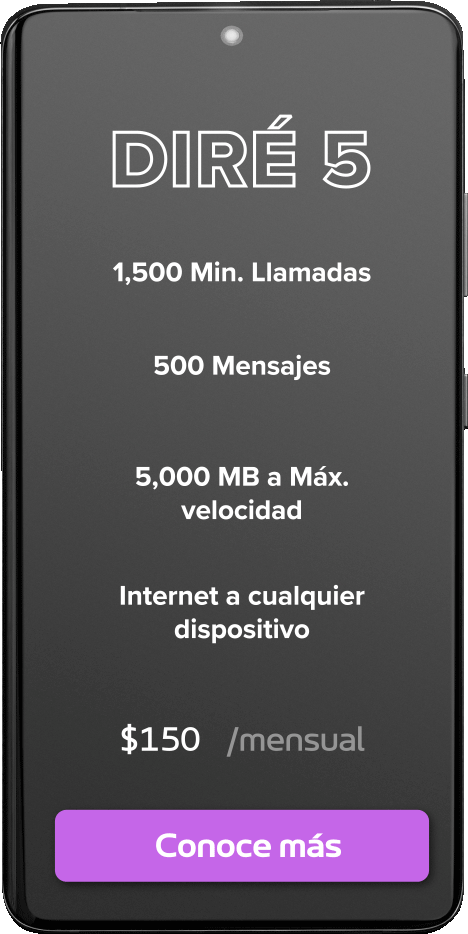 DIRÉ 5
1,500 Min. Llamadas
500 Mensajes
5,000 MB a Máx.
velocidad
Internet a cualquier
dispositivo
$150 /mensual
Conoce más